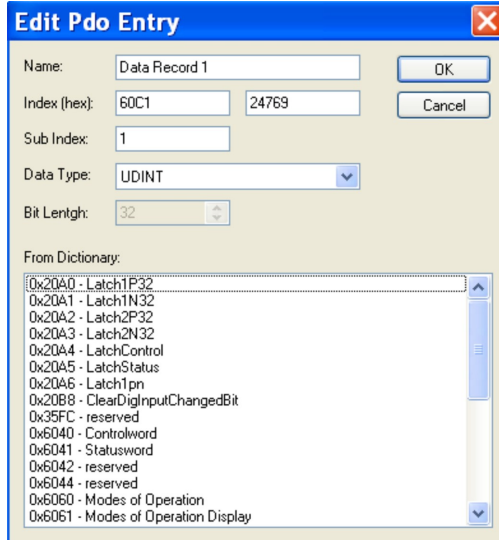 Edit Pdo Entry
Name: Data Record 1 OK
Index (hex): 60C1 24769 Cancel
Sub Index: 1
Data Type: UDINT
Bit Lentgh: 32
From Dictionary:
0x20A0 - Latch1P32
0x20A1 - Latch1N32
0x20A2 - Latch2P32
0x20A3 - Latch2N32
0x20A4 - LatchControl
0x20A5 - LatchStatus
0x20A6 - Latch1pn
0x20B8 - ClearDigInputChangedBit
0x35FC - reserved
0x6040 - Controlword
0x6041 - Statusword
0x6042 - reserved
0x6044 - reserved
0x6060 - Modes of Operation
0x6061 - Modes of Operation Display